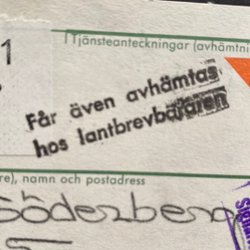 1
Tjänsteanteckningar (avhämtni
Får även avhämtas
hos lantbrevbäraren
re), namn och postadress
Söderberg